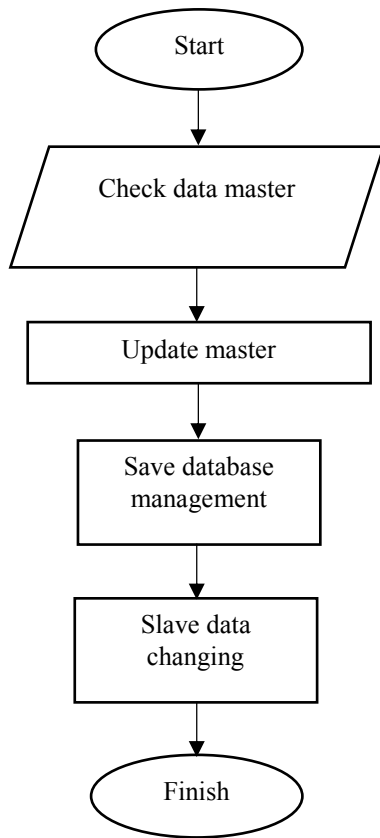 Start
Check data master
Update master
Save database
management
Slave data
changing
Finish